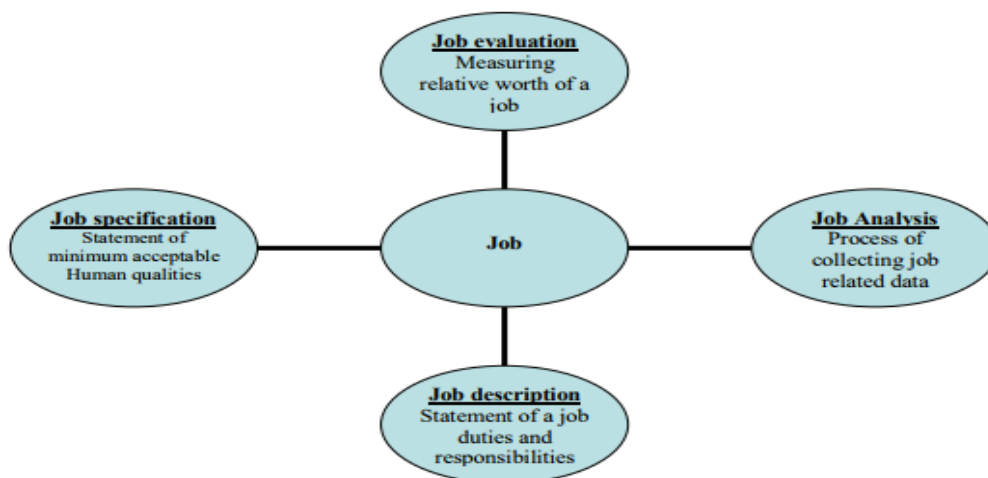 Job evaluation
Measuring
relative worth of a
job
Job specification
Statement of
minimum acceptable
Human qualities
Job
Job Analysis
Process of
collecting job
related data
Job description
Statement of a job
duties and
responsibilities